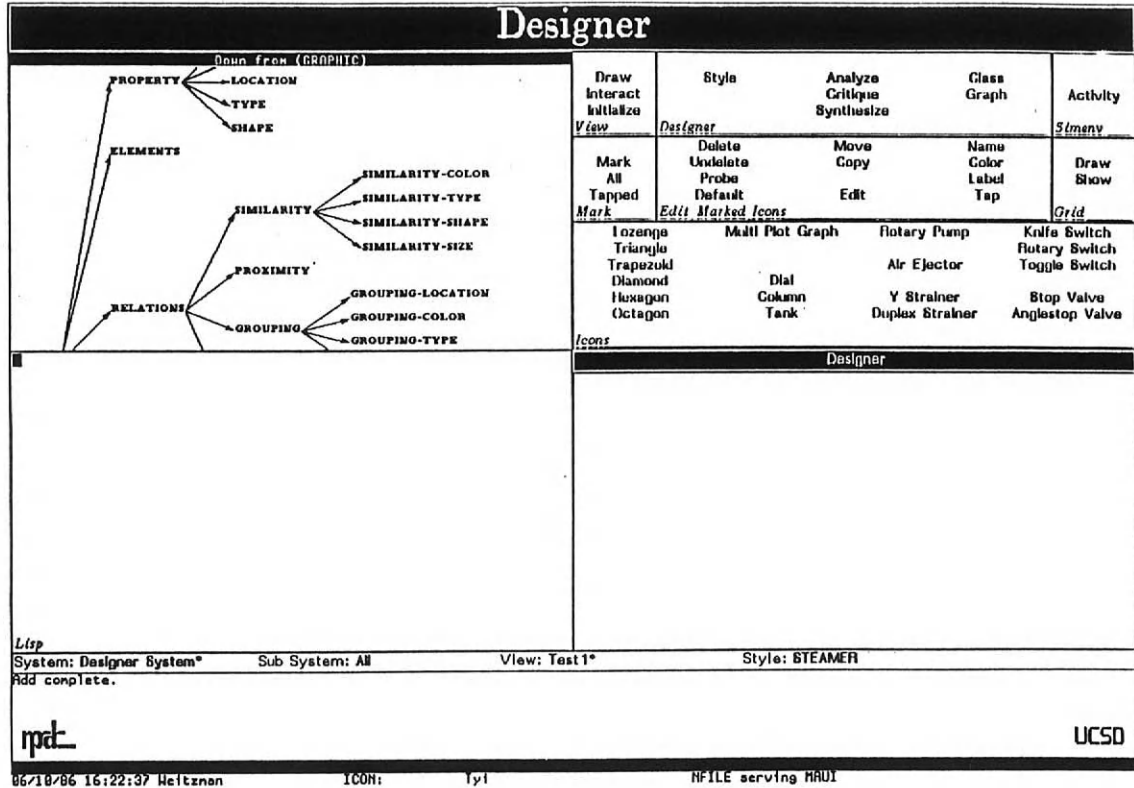 Designer
Down from (GRAPHIC)
PROPERTY
LOCATION
TYPE
SHAPE
ELEMENTS
SIMILARITY-COLOR
SIMILARITY
SIMILARITY-TYPE
SIMILARITY-SHAPE
SIMILARITY-SIZE
PROXIMITY
RELATIONS
GROUPING-LOCATION
GROUPING-COLOR
GROUPING
GROUPING-TYPE
Draw
Interact
Initialize
View
Style
Analyze
Critique
Synthesize
Class
Graph
Designer
Activity
Simenv
Mark
All
Tapped
Mark
Delete
Undelete
Probe
Default
Move
Copy
Edit
Name
Color
Label
Tap
Edit Marked Icons
Draw
Show
Grid
Lozenge
Triangle
Trapezoid
Diamond
Hexagon
Octagon
Multi Plot Graph
Dial
Column
Tank
Rotary Pump
Air Ejector
Y Strainer
Duplex Strainer
Knife Switch
Rotary Switch
Toggle Switch
Stop Valve
Anglestop Valve
Icons
Designer
Lisp
System: Designer System* Sub System: All View: Test1* Style: STEAMER
Add complete.
UCSD
06/10/86 16:22:37 Weitzman ICON: Tyi NFILE serving MAUI